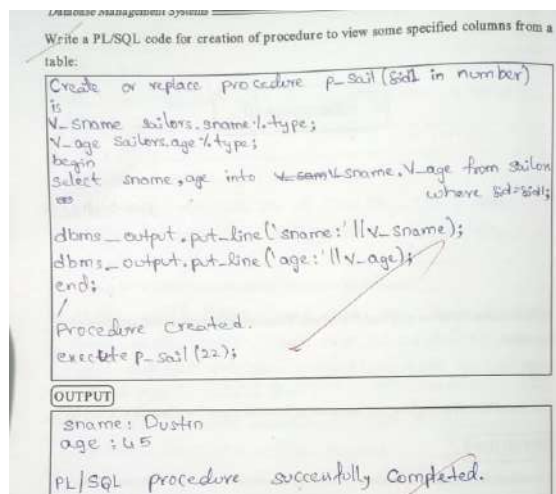 Database Management Systems
Write a PL/SQL code for creation of procedure to view some specified columns from a
table:
Create or replace procedure p_sail (sid1 in number)
is
V_sname sailors.sname%type;
V_age sailors.age%type;
begin
select sname, age into V_sname, V_age from sailors
where sid=sid1;
dbms_output.put_line('sname:'||v_sname);
dbms_output.put_line('age:'||v_age);
end;
/
Procedure Created.
execute p_sail(22);
OUTPUT
sname: Dustin
age : 45
PL/SQL procedure succenfully Completed.